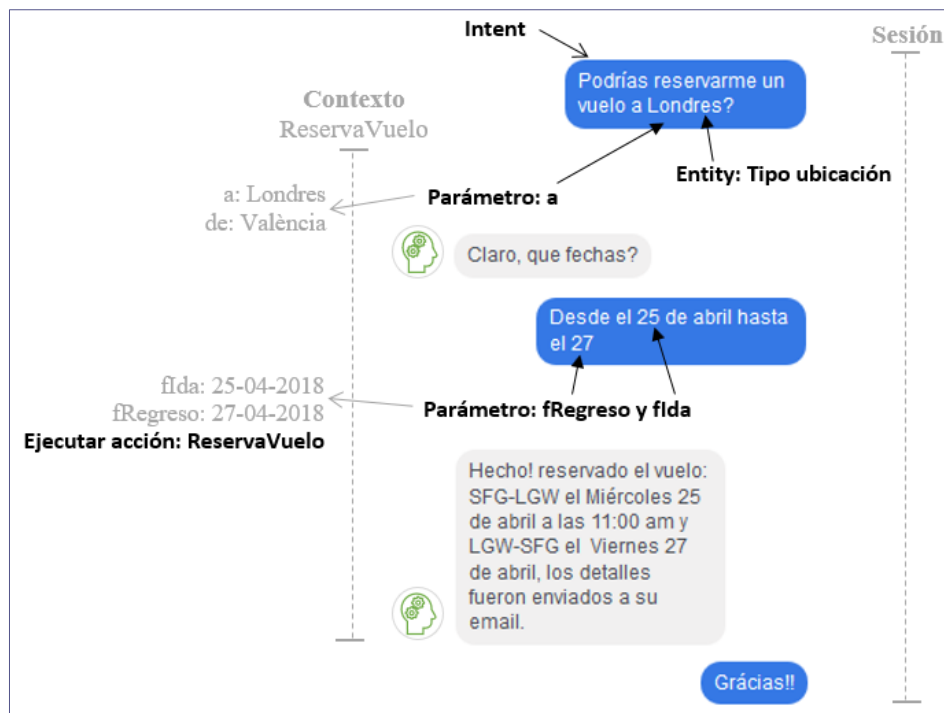 Intent
Sesión
Podrías reservarme un
vuelo a Londres?
Contexto
ReservaVuelo
Entity: Tipo ubicación
a: Londres
de: València
Parámetro: a
Claro, que fechas?
Desde el 25 de abril hasta
el 27
fIda: 25-04-2018
fRegreso: 27-04-2018
Parámetro: fRegreso y fIda
Ejecutar acción: ReservaVuelo
Hecho! reservado el vuelo:
SFG-LGW el Miércoles 25
de abril a las 11:00 am y
LGW-SFG el Viernes 27
de abril, los detalles
fueron enviados a su
email.
Grácias!!